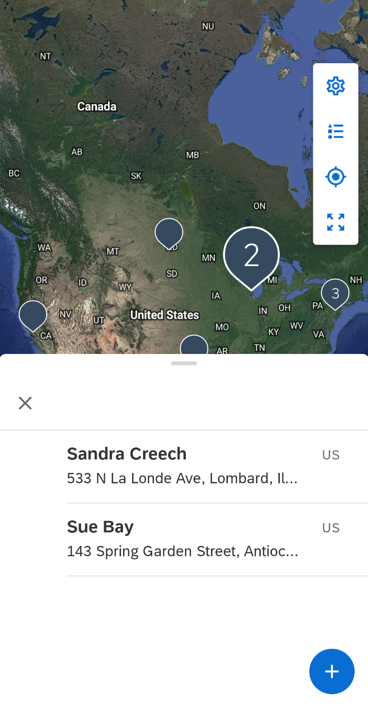 NU
NT
Canada
AB
MB
BC
SK
ON
WA
MT
MN
2
MI
NH
OR
ID
SD
3
WY
IA
PA
NV
UT
United States
IN
OH
CA
MO
WV
KY
VA
AR
TN
Sandra Creech
US
533 N La Londe Ave, Lombard, Il...
Sue Bay
US
143 Spring Garden Street, Antioc...